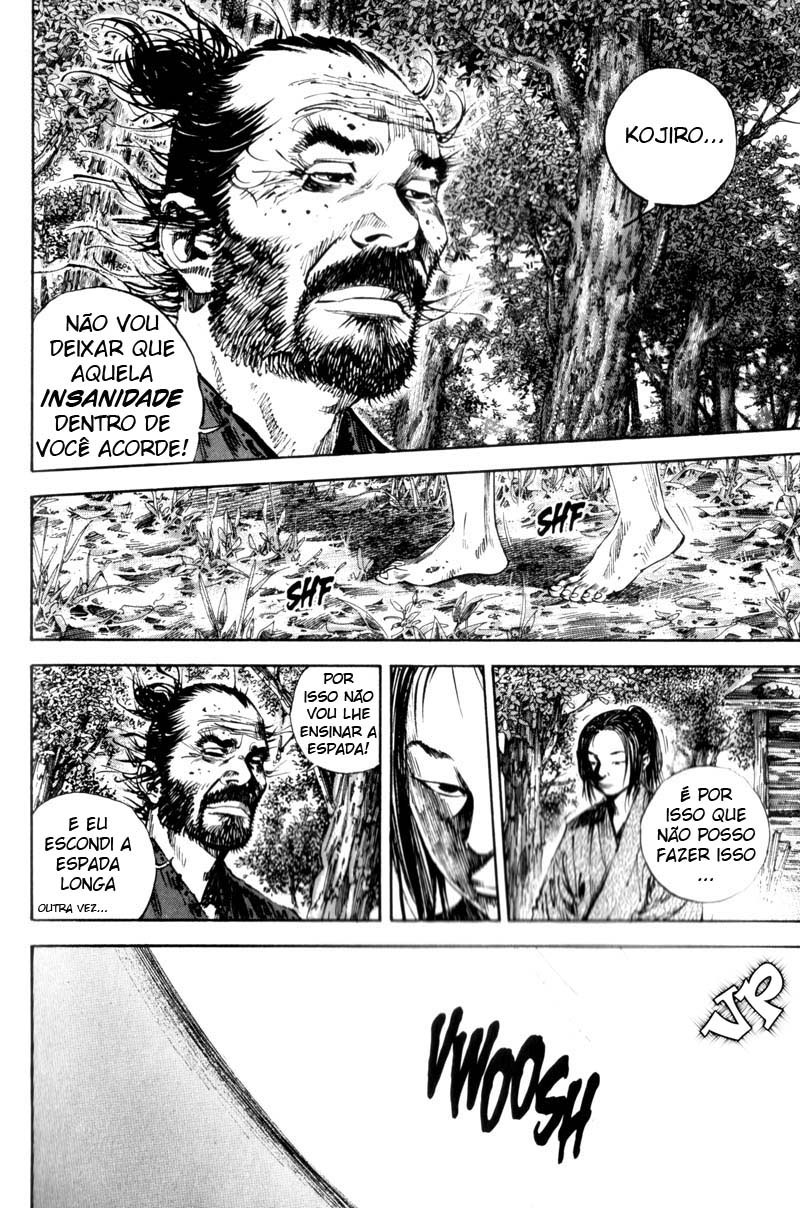 KOJIRO...
NÃO VOU
DEIXAR QUE
AQUELA
INSANIDADE
DENTRO DE
VOCÊ ACORDE!
SHF
SHF
É POR
ISSO QUE
NÃO POSSO
FAZER ISSO
...
POR
ISSO NÃO
VOU LHE
ENSINAR A
ESPADA!
E EU
ESCONDI A
ESPADA
LONGA
OUTRA VEZ...
VP
VWOOSH